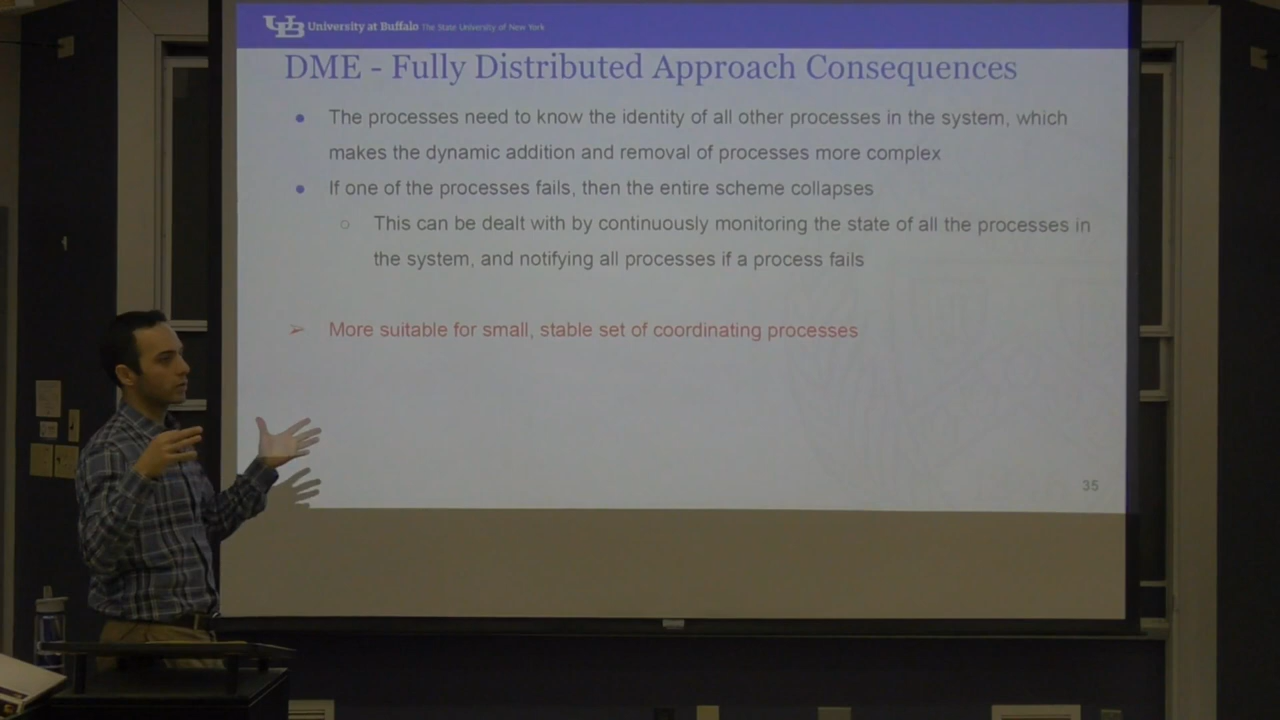 University at Buffalo The State University of New York
DME - Fully Distributed Approach Consequences
The processes need to know the identity of all other processes in the system, which
makes the dynamic addition and removal of processes more complex
If one of the processes fails, then the entire scheme collapses
This can be dealt with by continuously monitoring the state of all the processes in
the system, and notifying all processes if a process fails
More suitable for small, stable set of coordinating processes
35